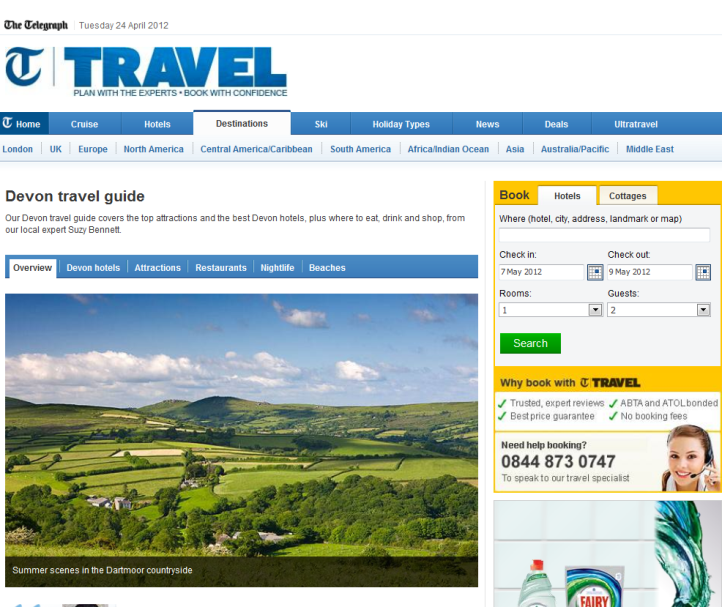 The Telegraph Tuesday 24 April 2012
T TRAVEL
PLAN WITH THE EXPERTS • BOOK WITH CONFIDENCE
T Home Cruise Hotels Destinations Ski Holiday Types News Deals Ultratravel
London UK Europe North America Central America/Caribbean South America Africa/Indian Ocean Asia Australia/Pacific Middle East
Devon travel guide
Our Devon travel guide covers the top attractions and the best Devon hotels, plus where to eat, drink and shop, from
our local expert Suzy Bennett.
Overview Devon hotels Attractions Restaurants Nightlife Beaches
Summer scenes in the Dartmoor countryside
Book Hotels Cottages
Where (hotel, city, address, landmark or map)
Check in: Check out:
7 May 2012 9 May 2012
Rooms: Guests:
1 2
Search
Why book with T TRAVEL
Trusted, expert reviews ABTA and ATOL bonded
Best price guarantee No booking fees
Need help booking?
0844 873 0747
To speak to our travel specialist
FAIRY